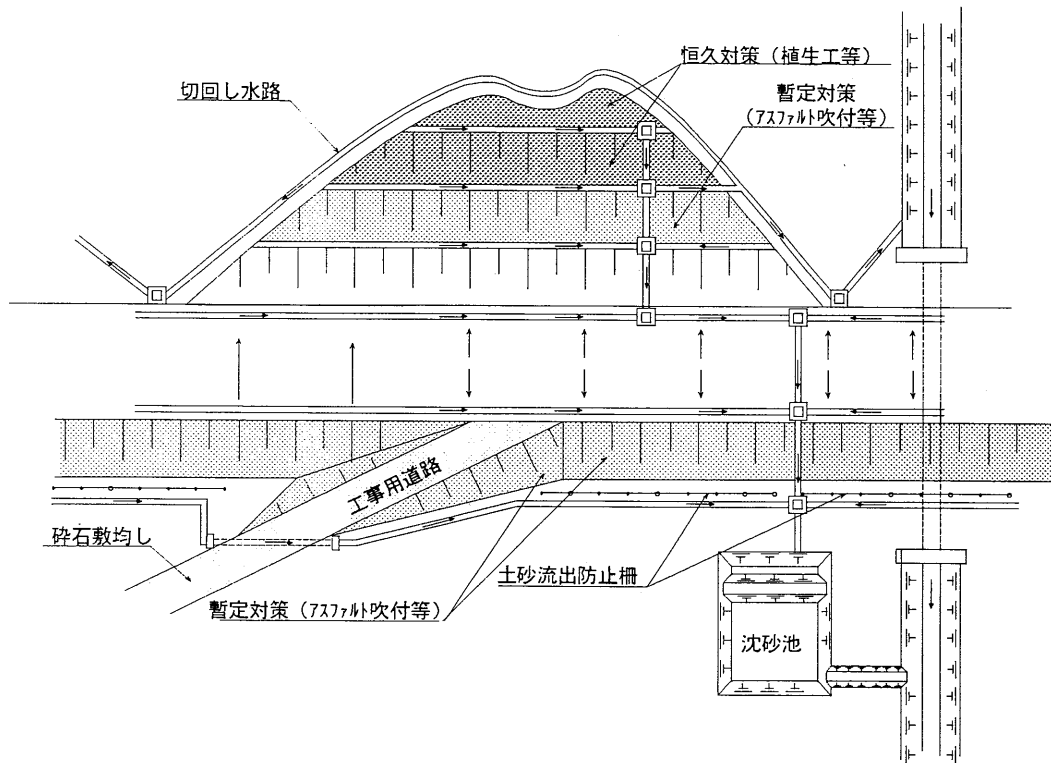 恒久対策（植生工等）
切回し水路
暫定対策
（アスファルト吹付等）
工事用道路
砕石敷均し
土砂流出防止柵
暫定対策（アスファルト吹付等）
沈砂池